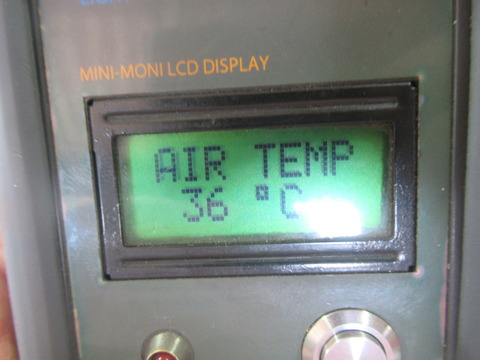 MINI-MONI LCD DISPLAY
AIR TEMP
36 °C